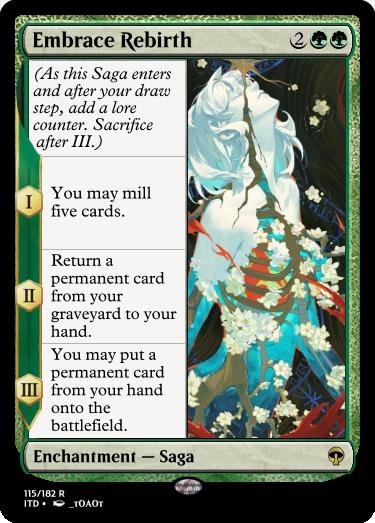 Embrace Rebirth 2
(As this Saga enters
and after your draw
step, add a lore
counter. Sacrifice
after III.)
I
You may mill
five cards.
II
Return a
permanent card
from your
graveyard to your
hand.
III
You may put a
permanent card
from your hand
onto the
battlefield.
Enchantment — Saga
115/182 R
ITD • _TOAOT